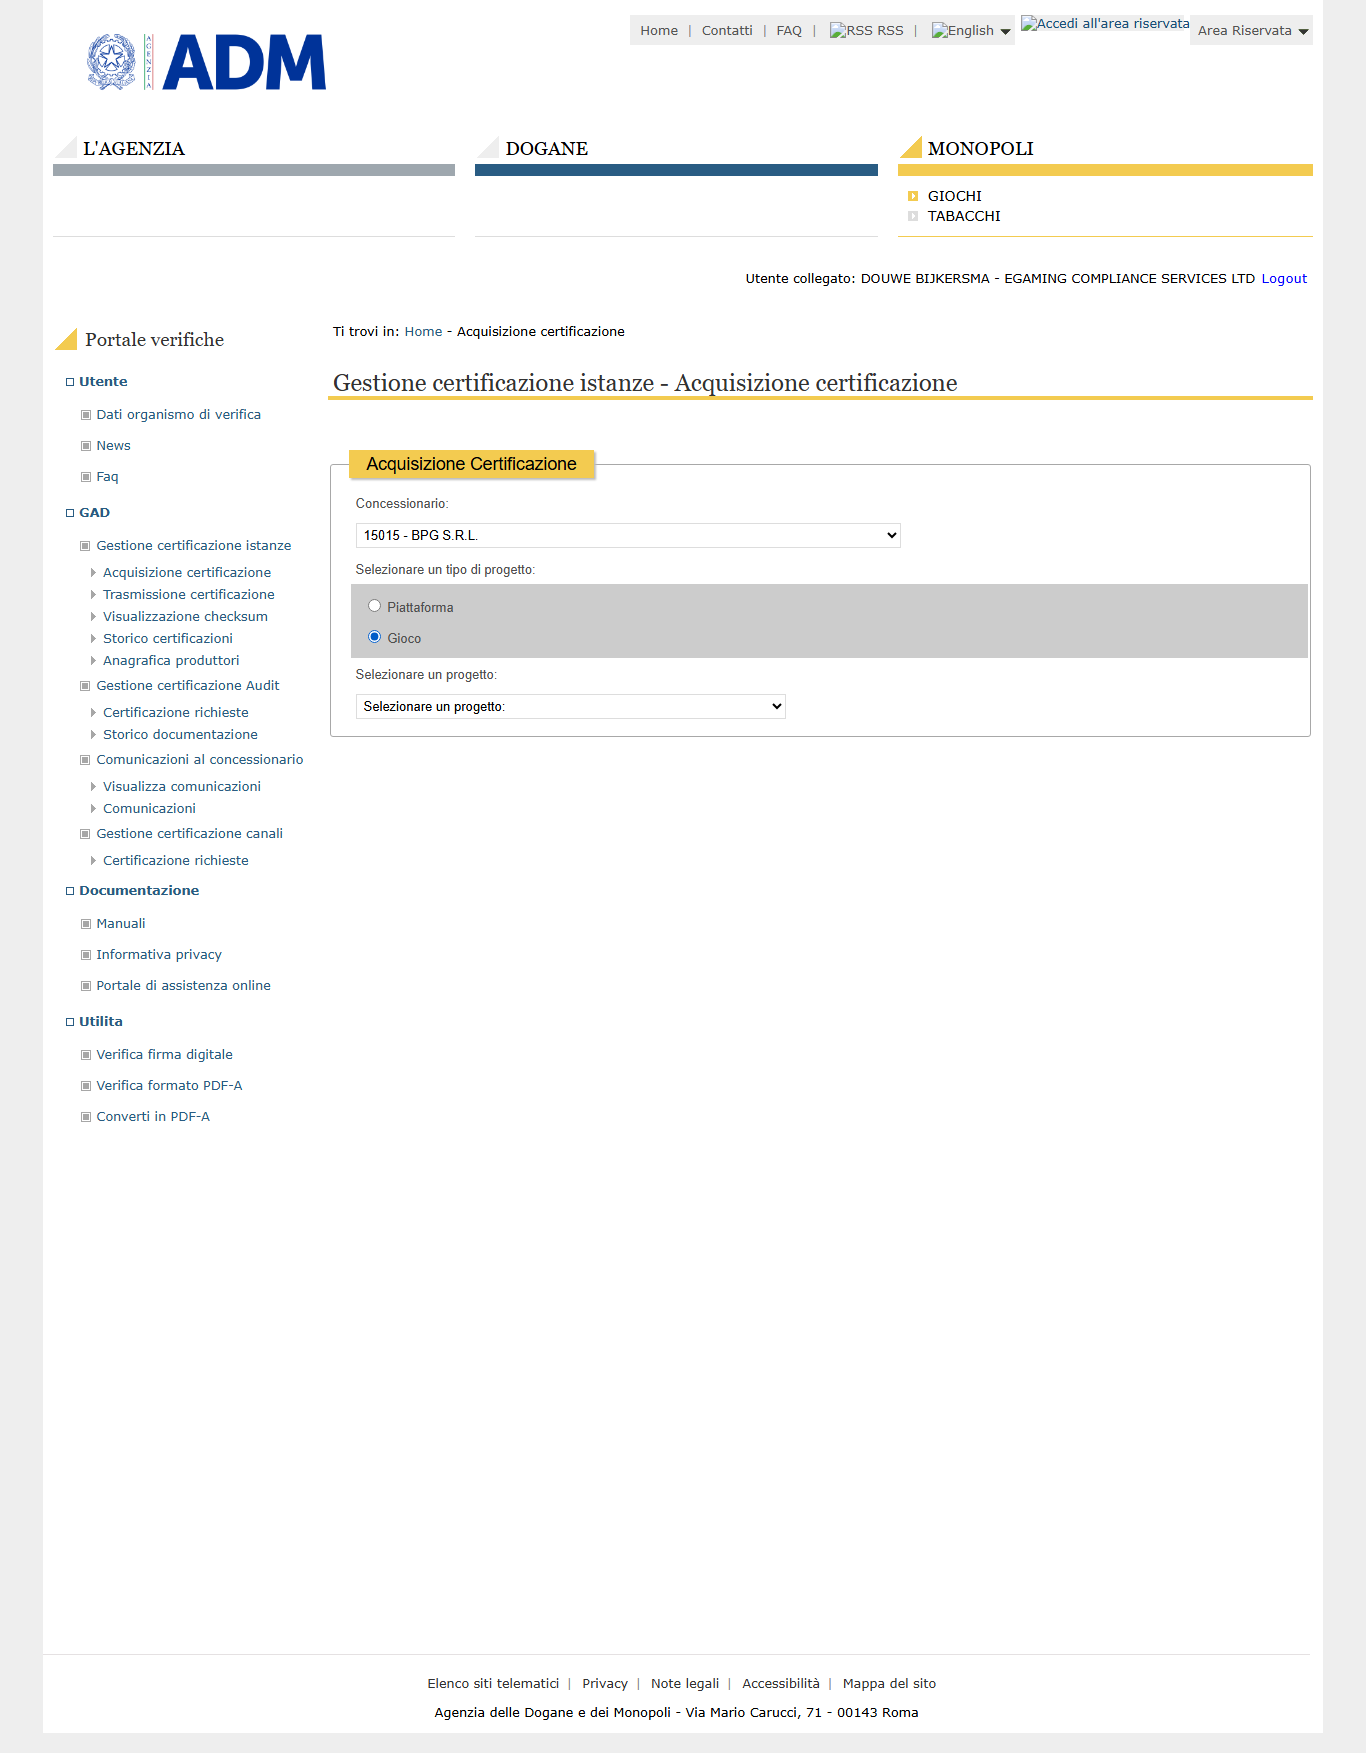 Home | Contatti | FAQ | RSS RSS | English
Accedi all'area riservata
Area Riservata
AGENZIA
ADM
L'AGENZIA
DOGANE
MONOPOLI
GIOCHI
TABACCHI
Utente collegato: DOUWE BIJKERSMA - EGAMING COMPLIANCE SERVICES LTD Logout
Portale verifiche
Utente
Dati organismo di verifica
News
Faq
GAD
Gestione certificazione istanze
Acquisizione certificazione
Trasmissione certificazione
Visualizzazione checksum
Storico certificazioni
Anagrafica produttori
Gestione certificazione Audit
Certificazione richieste
Storico documentazione
Comunicazioni al concessionario
Visualizza comunicazioni
Comunicazioni
Gestione certificazione canali
Certificazione richieste
Documentazione
Manuali
Informativa privacy
Portale di assistenza online
Utilita
Verifica firma digitale
Verifica formato PDF-A
Converti in PDF-A
Ti trovi in: Home - Acquisizione certificazione
Gestione certificazione istanze - Acquisizione certificazione
Acquisizione Certificazione
Concessionario:
15015 - BPG S.R.L.
Selezionare un tipo di progetto:
Piattaforma
Gioco
Selezionare un progetto:
Selezionare un progetto:
Elenco siti telematici | Privacy | Note legali | Accessibilità | Mappa del sito
Agenzia delle Dogane e dei Monopoli - Via Mario Carucci, 71 - 00143 Roma